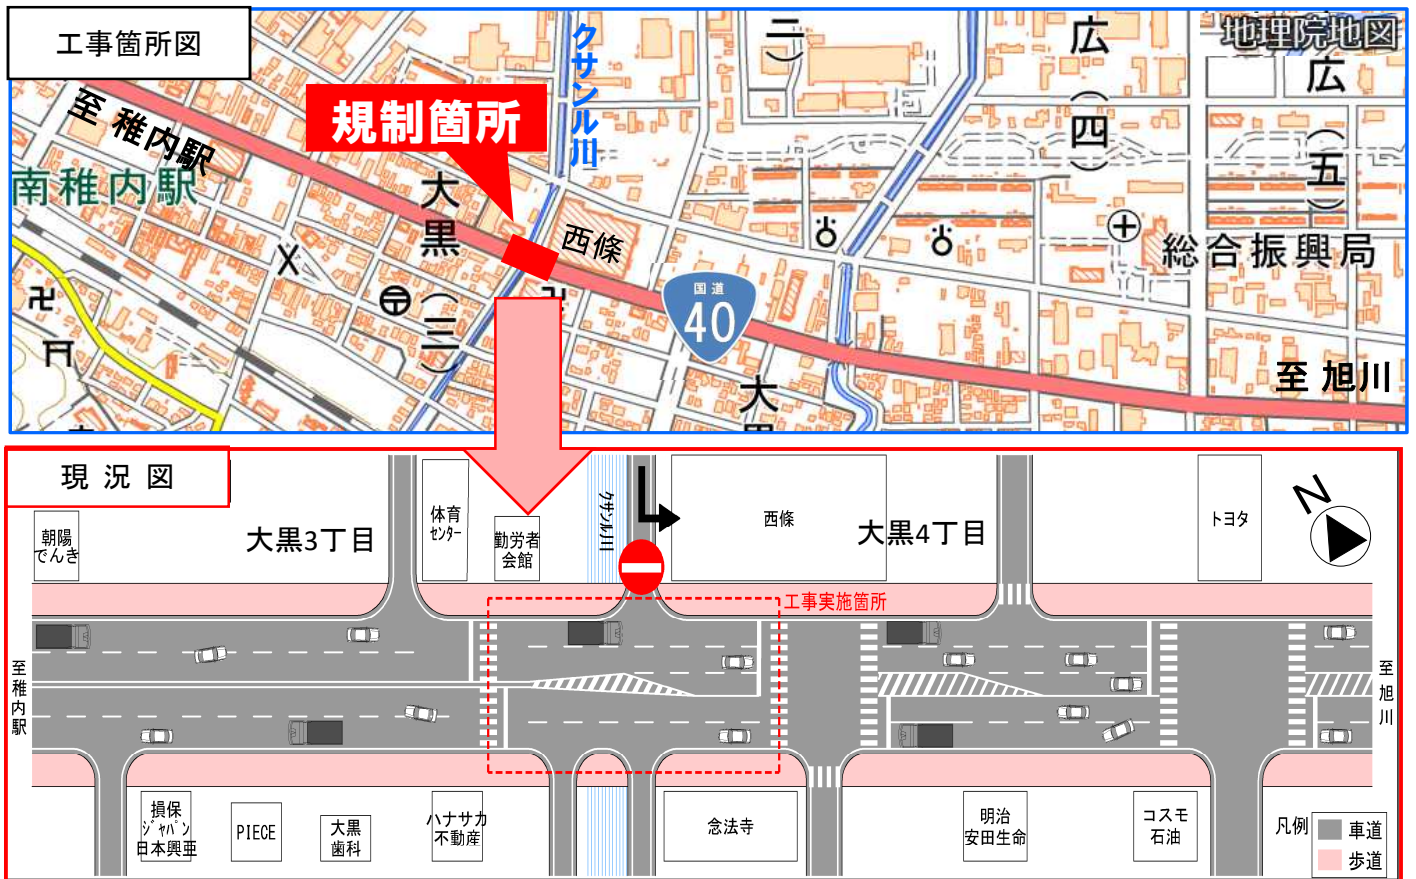 工事箇所図
地理院地図
至 稚内駅
南稚内駅
規制箇所
クサンル川
大黒(三)
西條
国道
40
二)
広(四)
広(五)
総合振興局
至 旭川
大黒
現況図
朝陽
でんき
大黒3丁目
体育
センター
勤労者
会館
クサンル川
西條
大黒4丁目
トヨタ
N
工事実施箇所
至稚内駅
至旭川
損保
ジャパン
日本興亜
PIECE
大黒
歯科
ハナサカ
不動産
念法寺
明治
安田生命
コスモ
石油
凡例
車道
歩道